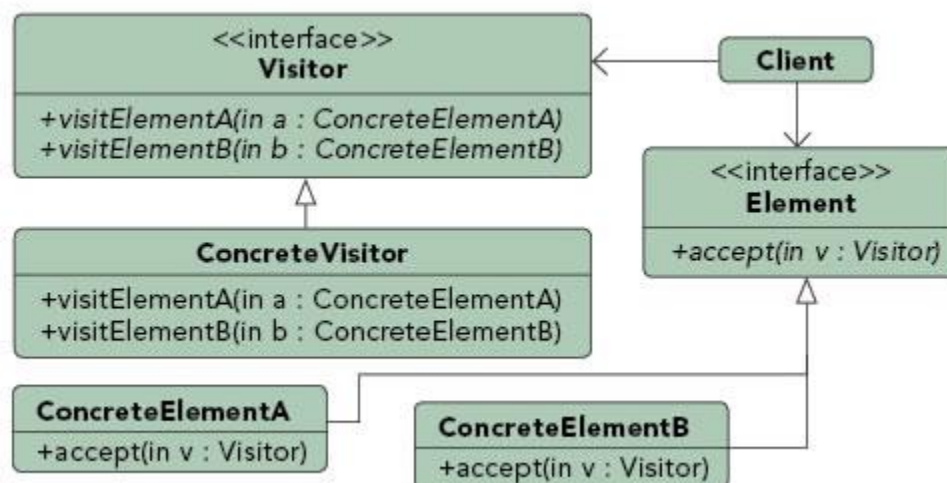 <<interface>>
Visitor
+visitElementA(in a : ConcreteElementA)
+visitElementB(in b : ConcreteElementB)
Client
<<interface>>
Element
+accept(in v : Visitor)
ConcreteVisitor
+visitElementA(in a : ConcreteElementA)
+visitElementB(in b : ConcreteElementB)
ConcreteElementA
+accept(in v : Visitor)
ConcreteElementB
+accept(in v : Visitor)